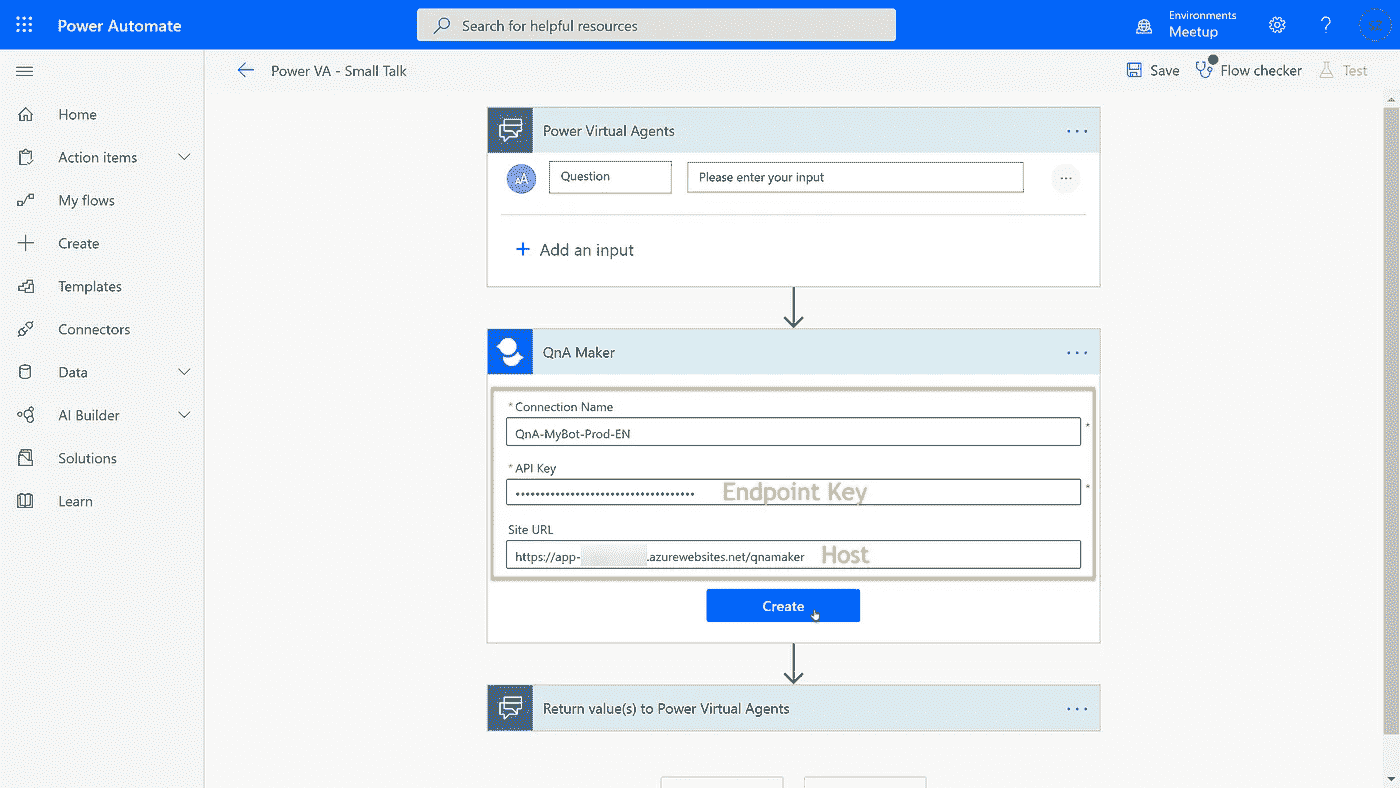 Power Automate
Search for helpful resources
Environments
Meetup
?
Power VA - Small Talk
Save
Flow checker
Test
Home
Action items
My flows
Create
Templates
Connectors
Data
AI Builder
Solutions
Learn
Power Virtual Agents
...
AA
Question
Please enter your input
...
+ Add an input
QnA Maker
...
* Connection Name
QnA-MyBot-Prod-EN
*
* API Key
•••••••••••••••••••••••••••••••••••• Endpoint Key
*
Site URL
https://app- .azurewebsites.net/qnamaker Host
Create
Return value(s) to Power Virtual Agents
...